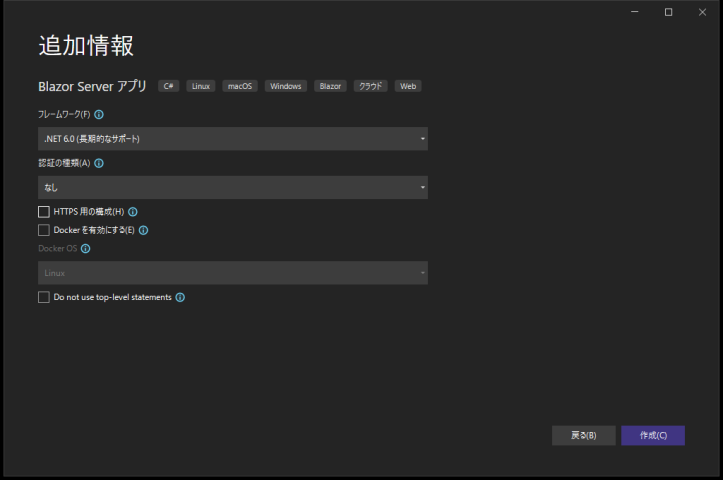 追加情報
Blazor Server アプリ C# Linux macOS Windows Blazor クラウド Web
フレームワーク(F)
.NET 6.0 (長期的なサポート)
認証の種類(A)
なし
HTTPS 用の構成(H)
Docker を有効にする(E)
Docker OS
Linux
Do not use top-level statements
戻る(B) 作成(C)